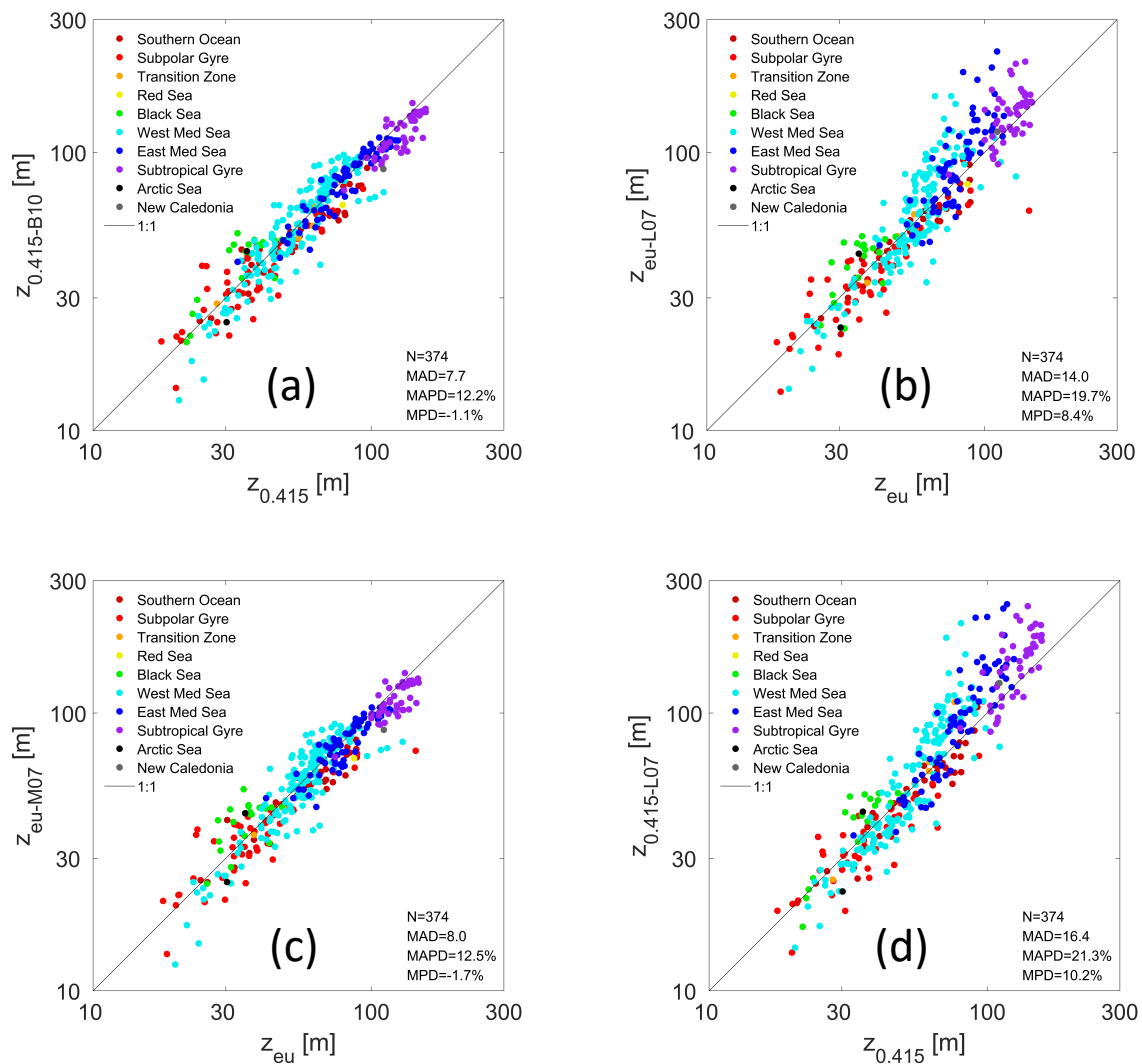 300
100
30
10
10
30
100
300
z0.415-B10 [m]
z0.415 [m]
Southern Ocean
Subpolar Gyre
Transition Zone
Red Sea
Black Sea
West Med Sea
East Med Sea
Subtropical Gyre
Arctic Sea
New Caledonia
1:1
N=374
MAD=7.7
MAPD=12.2%
MPD=-1.1%
(a)
300
100
30
10
10
30
100
300
zeu-L07 [m]
zeu [m]
Southern Ocean
Subpolar Gyre
Transition Zone
Red Sea
Black Sea
West Med Sea
East Med Sea
Subtropical Gyre
Arctic Sea
New Caledonia
1:1
N=374
MAD=14.0
MAPD=19.7%
MPD=8.4%
(b)
300
100
30
10
10
30
100
300
zeu-M07 [m]
zeu [m]
Southern Ocean
Subpolar Gyre
Transition Zone
Red Sea
Black Sea
West Med Sea
East Med Sea
Subtropical Gyre
Arctic Sea
New Caledonia
1:1
N=374
MAD=8.0
MAPD=12.5%
MPD=-1.7%
(c)
300
100
30
10
10
30
100
300
z0.415-L07 [m]
z0.415 [m]
Southern Ocean
Subpolar Gyre
Transition Zone
Red Sea
Black Sea
West Med Sea
East Med Sea
Subtropical Gyre
Arctic Sea
New Caledonia
1:1
N=374
MAD=16.4
MAPD=21.3%
MPD=10.2%
(d)